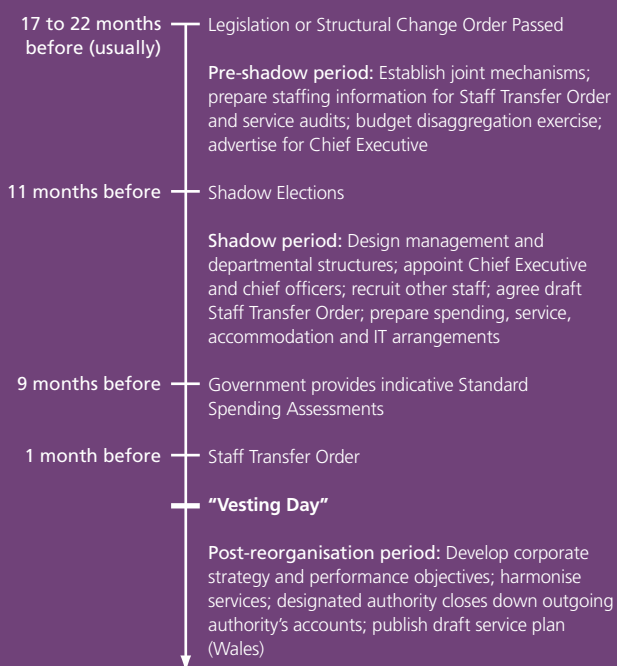 17 to 22 months
before (usually)
Legislation or Structural Change Order Passed
Pre-shadow period: Establish joint mechanisms;
prepare staffing information for Staff Transfer Order
and service audits; budget disaggregation exercise;
advertise for Chief Executive
11 months before
Shadow Elections
Shadow period: Design management and
departmental structures; appoint Chief Executive
and chief officers; recruit other staff; agree draft
Staff Transfer Order; prepare spending, service,
accommodation and IT arrangements
9 months before
Government provides indicative Standard
Spending Assessments
1 month before
Staff Transfer Order
“Vesting Day”
Post-reorganisation period: Develop corporate
strategy and performance objectives; harmonise
services; designated authority closes down outgoing
authority’s accounts; publish draft service plan
(Wales)